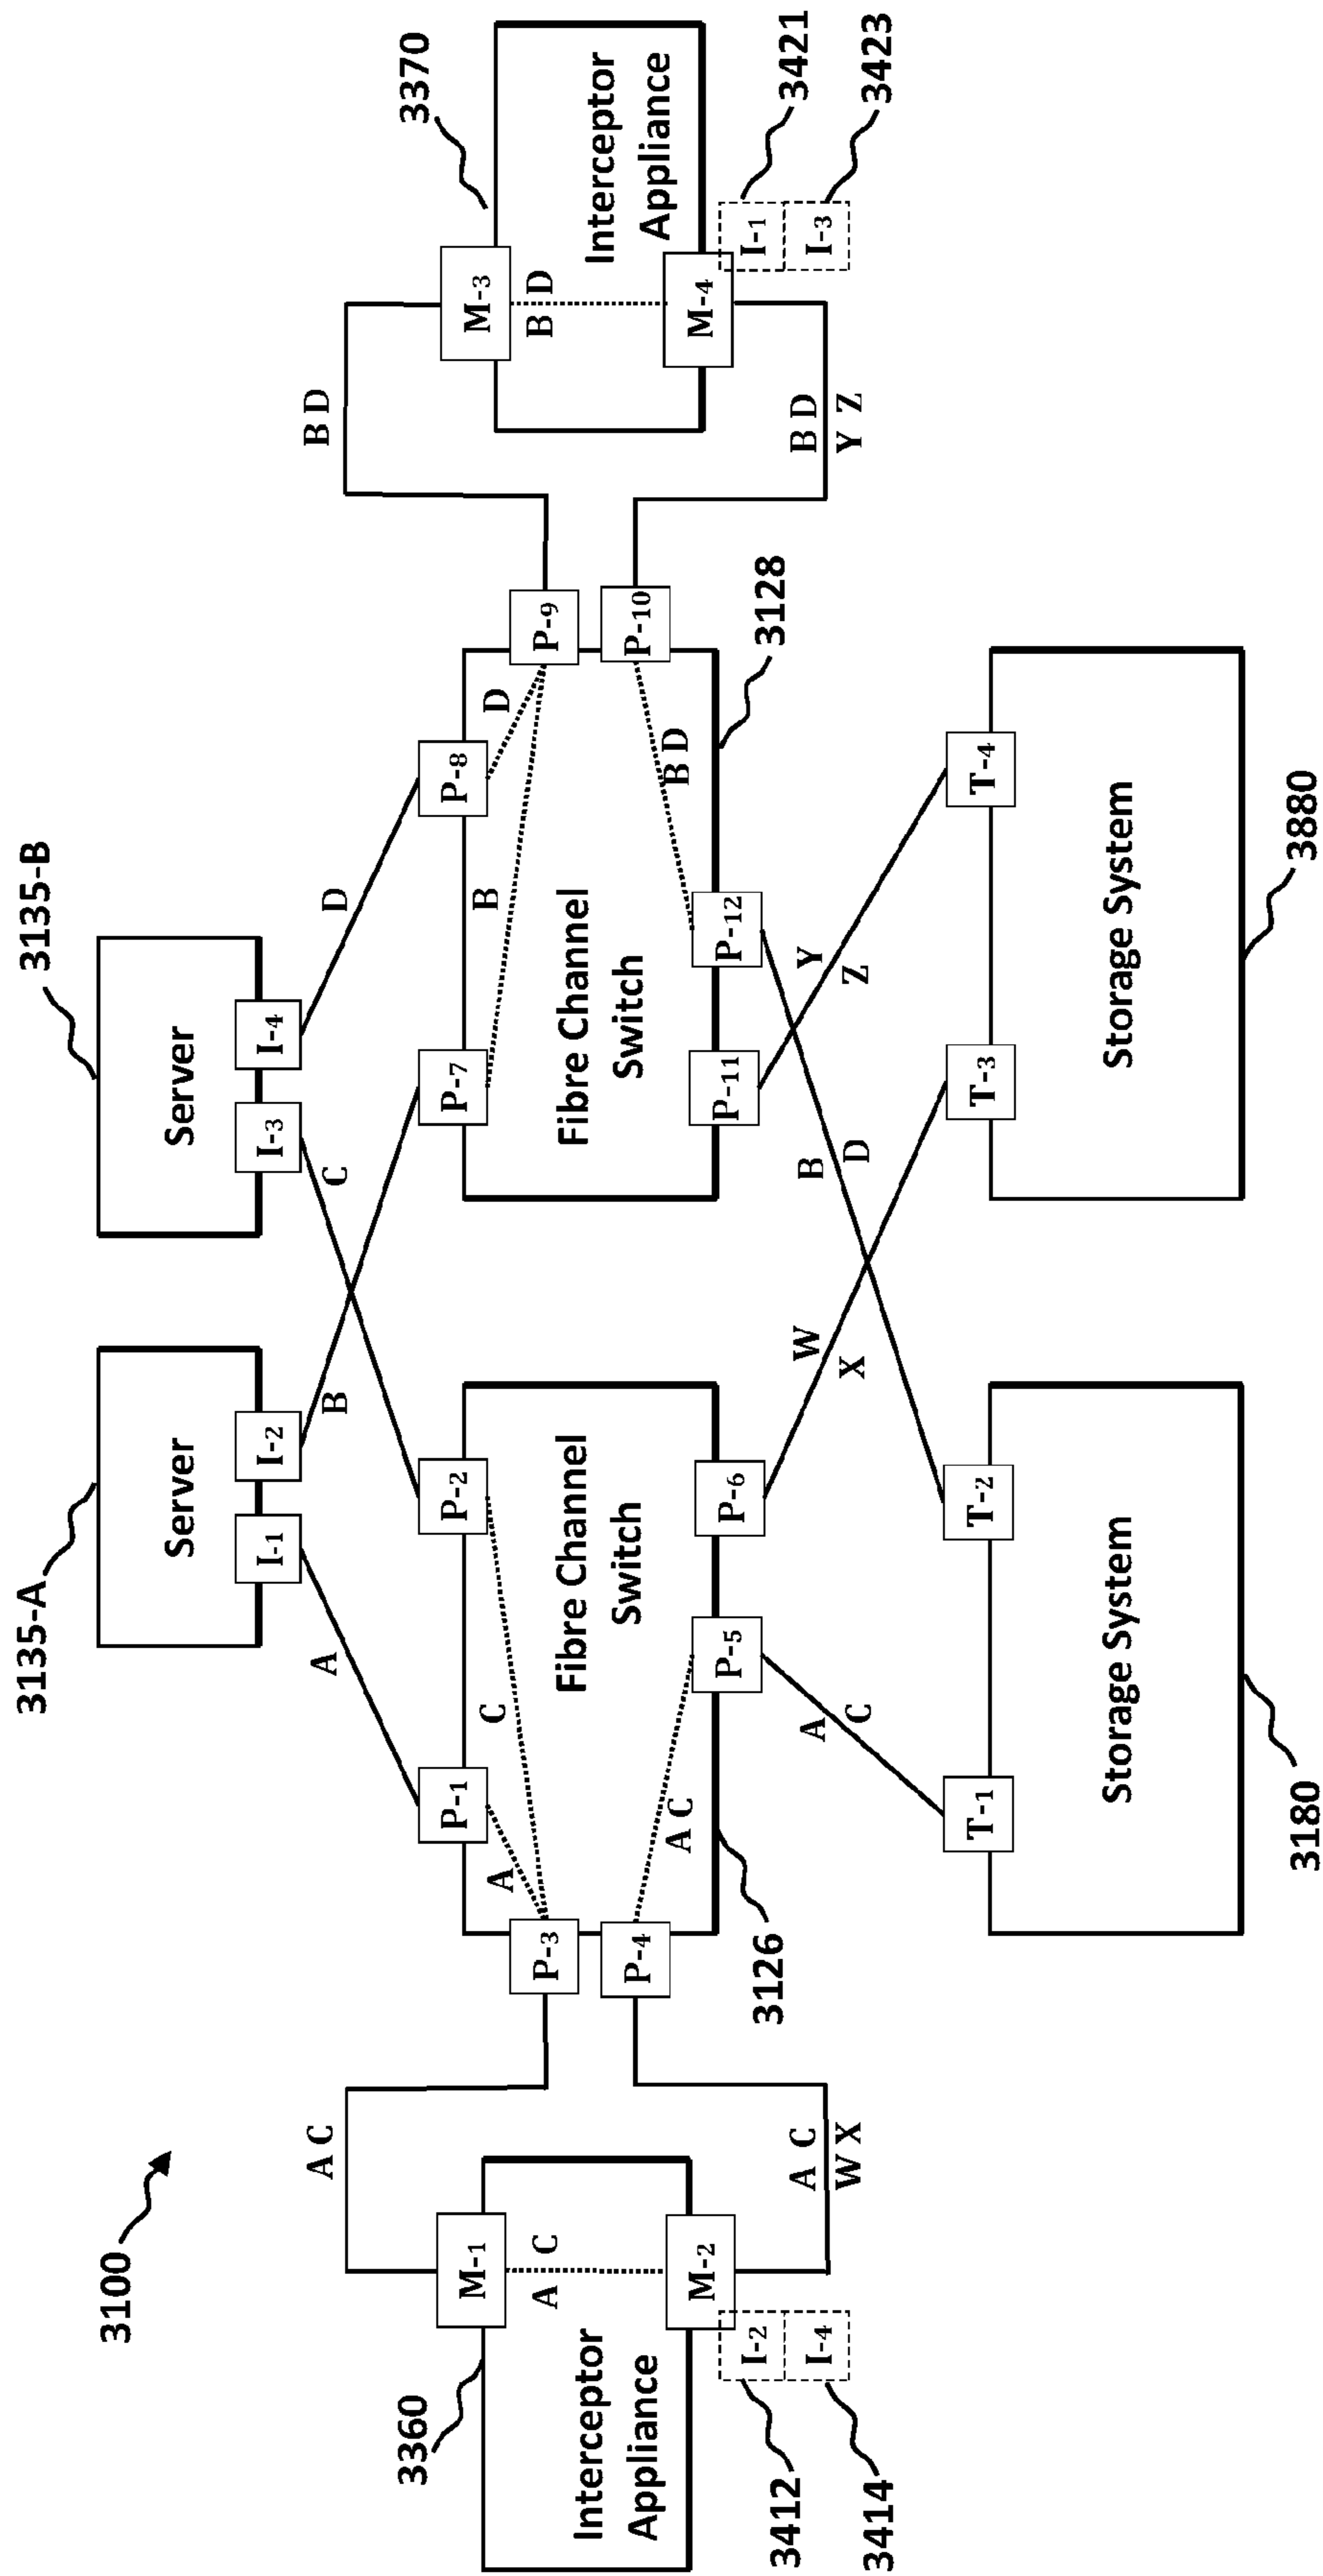 3100
3135-A
3135-B
Server
I-1
I-2
Server
I-3
I-4
A
B
C
D
A C
B D
3360
3370
M-1
P-1
P-2
P-7
P-8
M-3
Interceptor
Appliance
A C
P-3
A
C
Fibre Channel
Switch
B
D
Fibre Channel
Switch
P-9
B D
Interceptor
Appliance
M-2
P-4
A C
P-5
P-6
P-11
P-12
B D
P-10
M-4
I-2
I-4
3412
3414
A C
W X
3126
3128
B D
Y Z
I-1
I-3
3421
3423
A
C
W
X
B
D
Y
Z
T-1
T-2
T-3
T-4
Storage System
Storage System
3180
3880